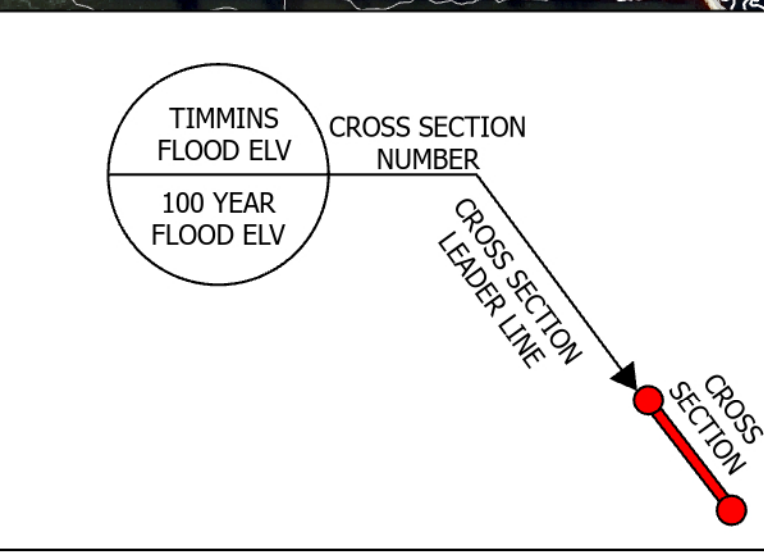 TIMMINS
FLOOD ELV
100 YEAR
FLOOD ELV
CROSS SECTION
NUMBER
CROSS SECTION
LEADER LINE
CROSS
SECTION